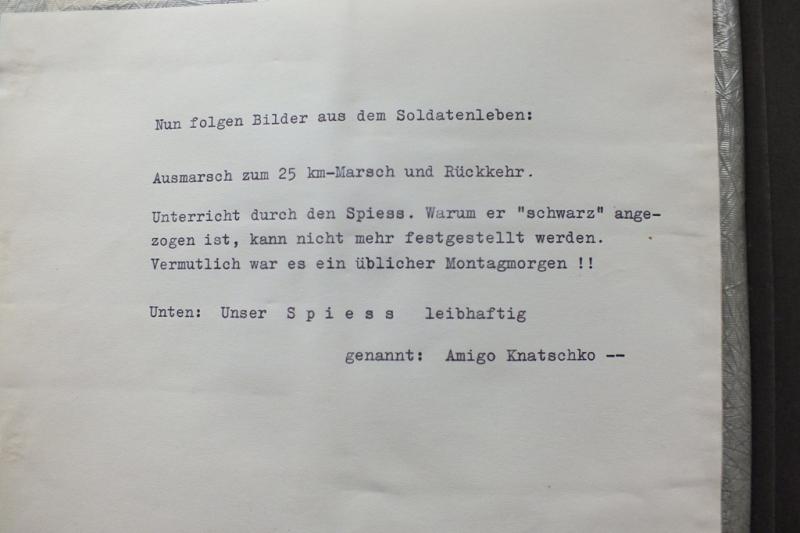 Nun folgen Bilder aus dem Soldatenleben:
Ausmarsch zum 25 km-Marsch und Rückkehr.
Unterricht durch den Spiess. Warum er "schwarz" ange-
zogen ist, kann nicht mehr festgestellt werden.
Vermutlich war es ein üblicher Montagmorgen !!
Unten: Unser S p i e s s leibhaftig
genannt: Amigo Knatschko --